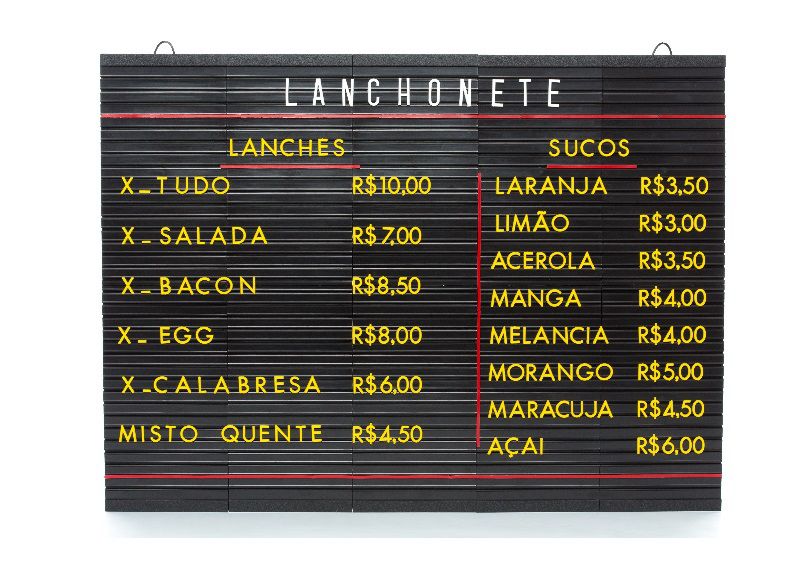 LANCHONETE
LANCHES
X_TUDO R$10,00
X_SALADA R$7,00
X_BACON R$8,50
X_EGG R$8,00
X_CALABRESA R$6,00
MISTO QUENTE R$4,50
SUCOS
LARANJA R$3,50
LIMÃO R$3,00
ACEROLA R$3,50
MANGA R$4,00
MELANCIA R$4,00
MORANGO R$5,00
MARACUJA R$4,50
AÇAI R$6,00